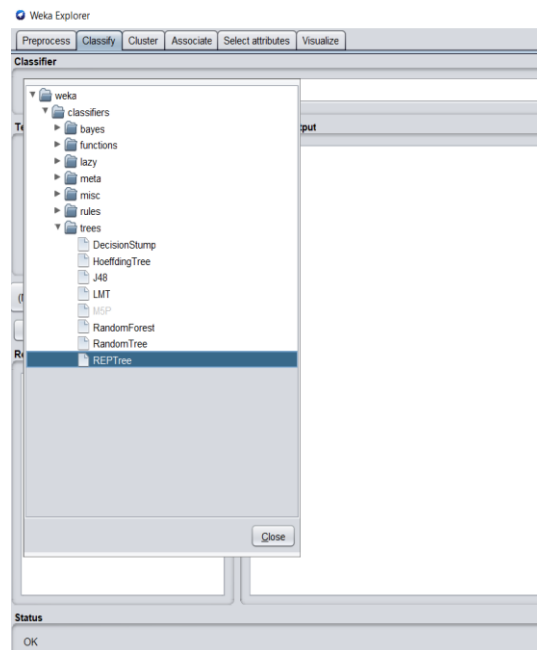 Weka Explorer
Preprocess Classify Cluster Associate Select attributes Visualize
Classifier
weka
classifiers
bayes
functions
lazy
meta
misc
rules
trees
DecisionStump
HoeffdingTree
J48
LMT
M5P
RandomForest
RandomTree
REPTree
Close
Status
OK